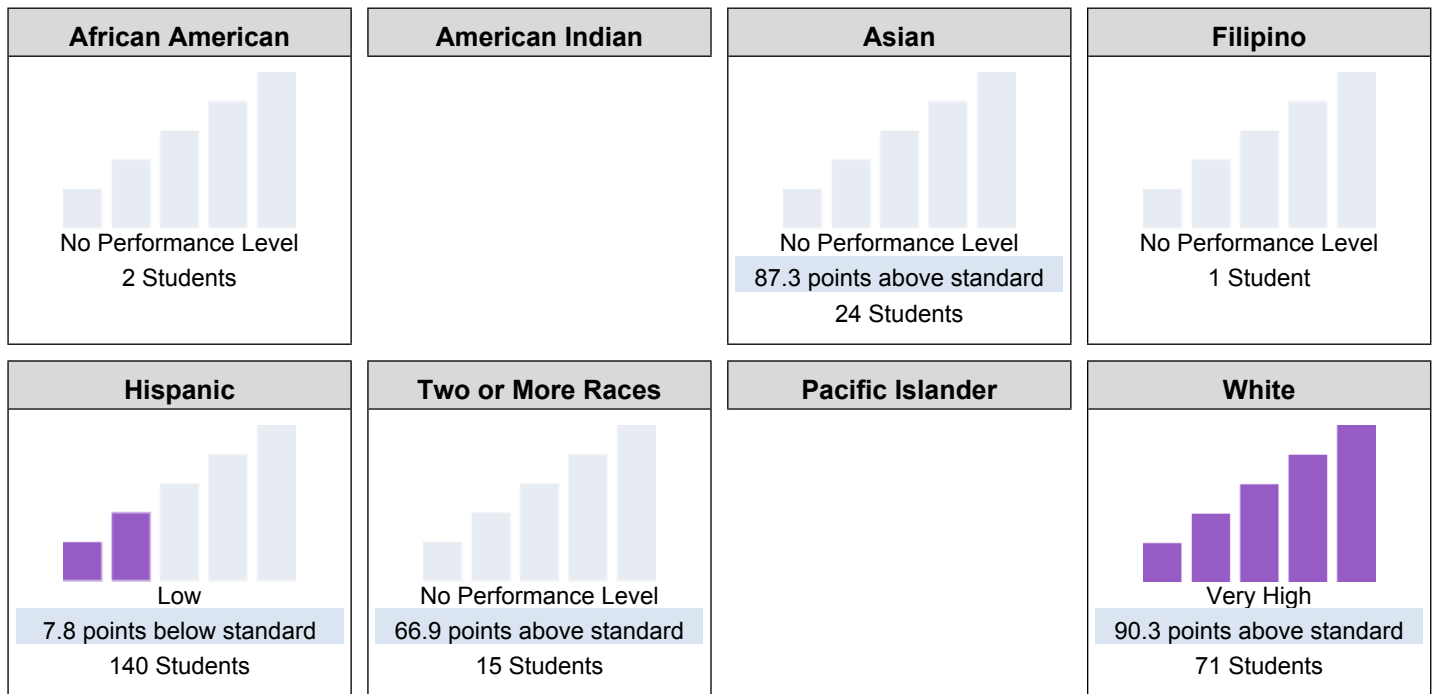 African American
No Performance Level
2 Students
American Indian
Asian
No Performance Level
87.3 points above standard
24 Students
Filipino
No Performance Level
1 Student
Hispanic
Low
7.8 points below standard
140 Students
Two or More Races
No Performance Level
66.9 points above standard
15 Students
Pacific Islander
White
Very High
90.3 points above standard
71 Students